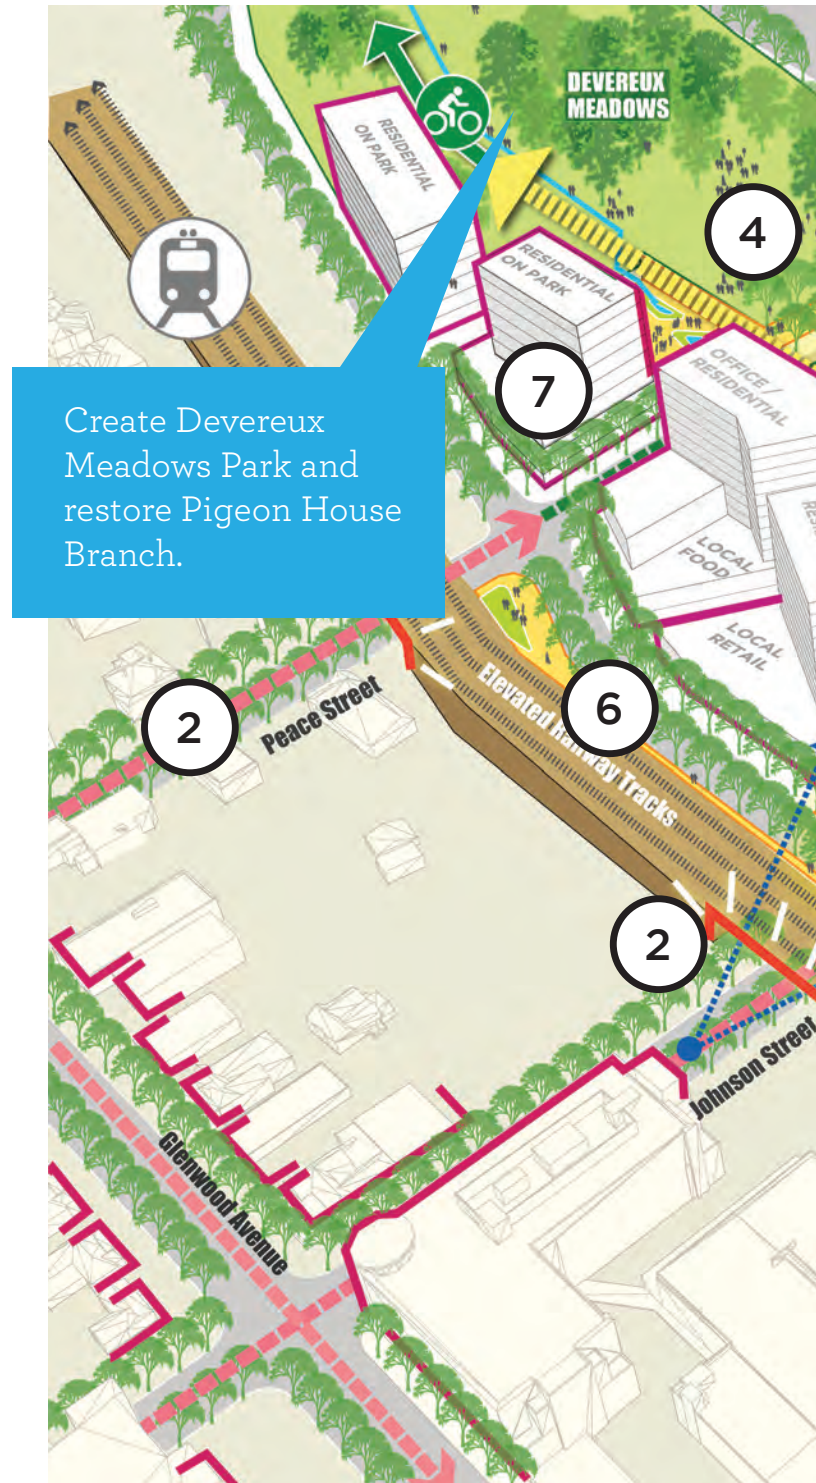 DEVEREUX
MEADOWS
RESIDENTIAL
ON PARK
4
RESIDENTIAL
ON PARK
7
OFFICE /
RESIDENTIAL
Create Devereux
Meadows Park and
restore Pigeon House
Branch.
LOCAL
FOOD
LOCAL
RETAIL
2
Peace Street
6
Elevated Railway Tracks
2
Johnson Street
Glenwood Avenue